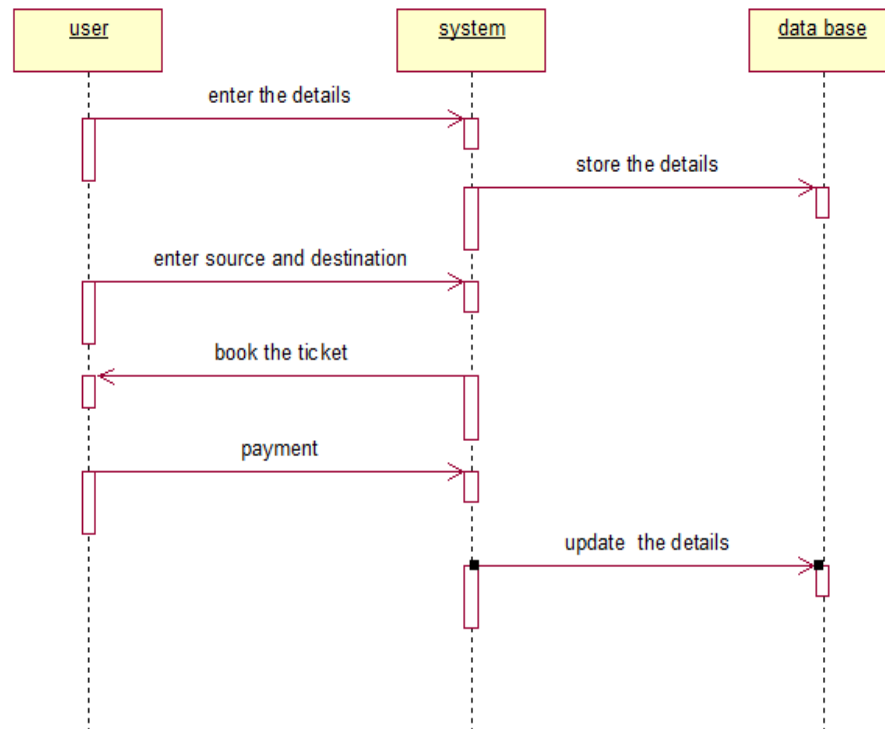 user
system
data base
enter the details
store the details
enter source and destination
book the ticket
payment
update the details